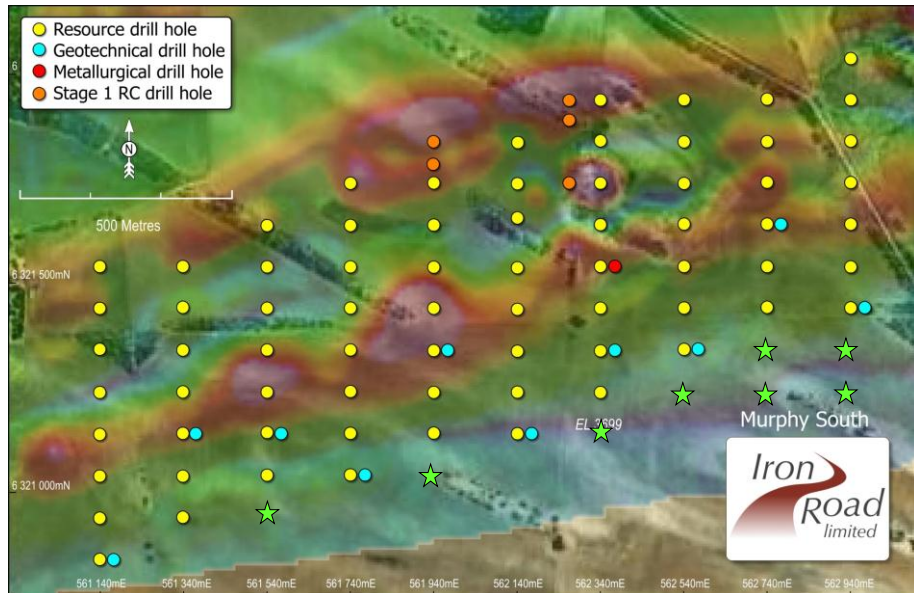 Resource drill hole
Geotechnical drill hole
Metallurgical drill hole
Stage 1 RC drill hole
6
N
500 Metres
6 321 500mN
EL 3699
Murphy South
Iron
Road
limited
6 321 000mN
561 140mE 561 340mE 561 540mE 561 740mE 561 940mE 562 140mE 562 340mE 562 540mE 562 740mE 562 940mE